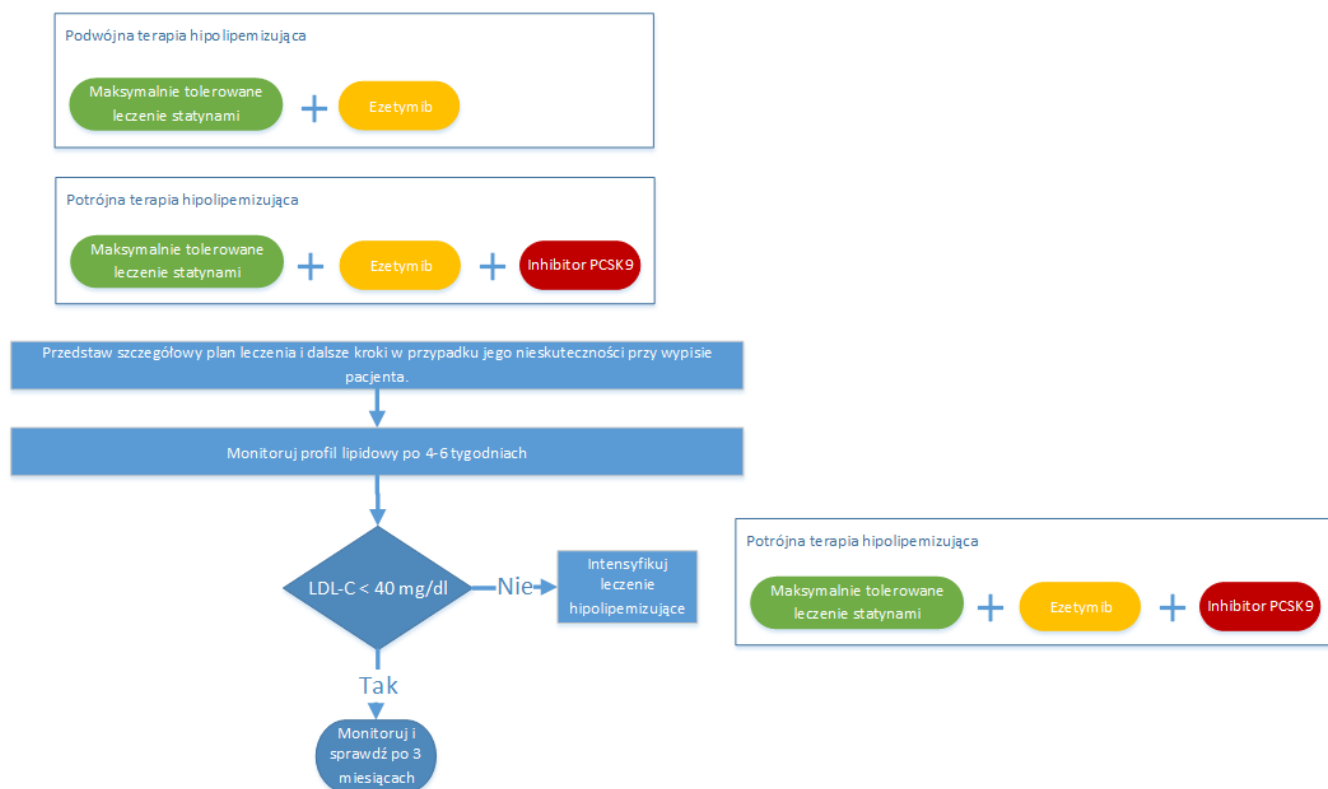 Podwójna terapia hipolipemizująca
Maksymalnie tolerowane
leczenie statynami
+
Ezetymib
Potrójna terapia hipolipemizująca
Maksymalnie tolerowane
leczenie statynami
+
Ezetymib
+
Inhibitor PCSK9
Przedstaw szczegółowy plan leczenia i dalsze kroki w przypadku jego nieskuteczności przy wypisie
pacjenta.
Monitoruj profil lipidowy po 4-6 tygodniach
LDL-C < 40 mg/dl
Nie
Intensyfikuj
leczenie
hipolipemizujące
Potrójna terapia hipolipemizująca
Maksymalnie tolerowane
leczenie statynami
+
Ezetymib
+
Inhibitor PCSK9
Tak
Monitoruj i
sprawdź po 3
miesiącach